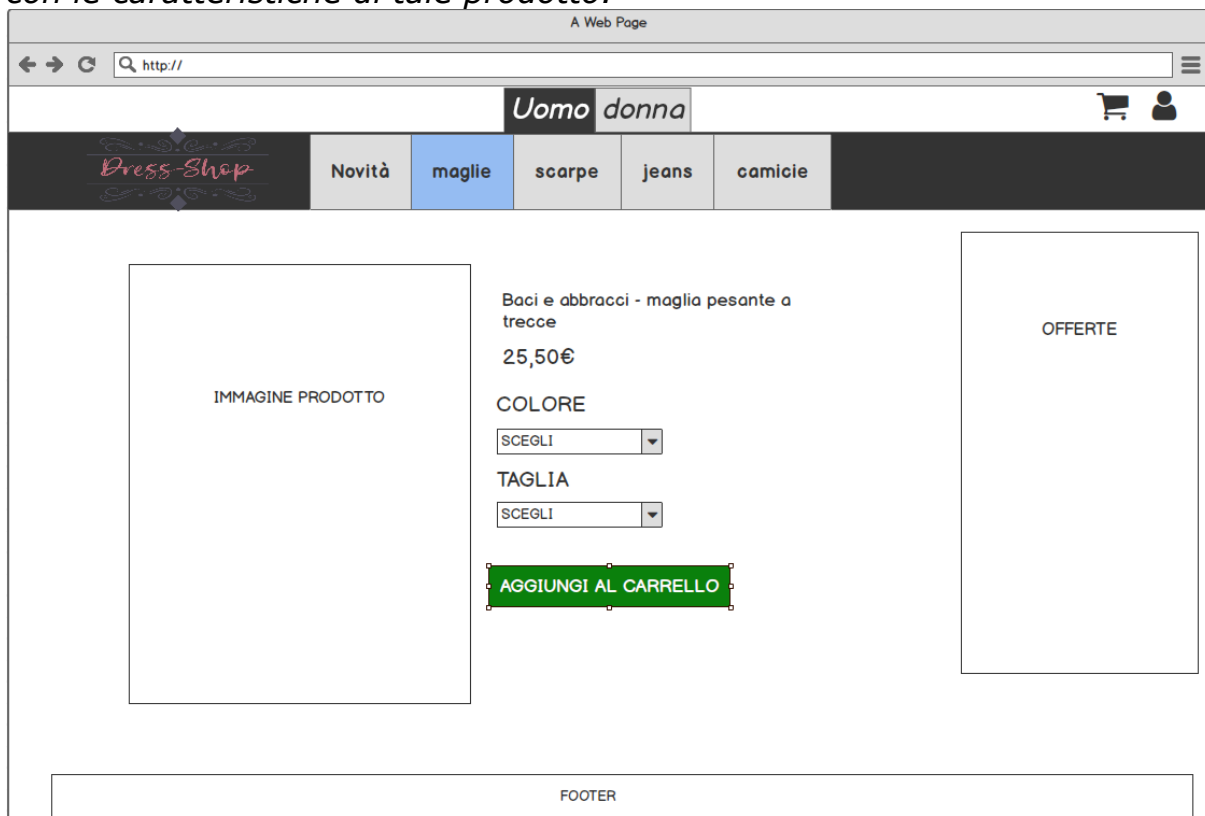 con le caratteristiche di tale prodotto.
A Web Page
http://
Uomo donna
Dress-Shop
Novità maglie scarpe jeans camicie
Baci e abbracci - maglia pesante a
trecce
25,50€
OFFERTE
IMMAGINE PRODOTTO
COLORE
SCEGLI
TAGLIA
SCEGLI
AGGIUNGI AL CARRELLO
FOOTER